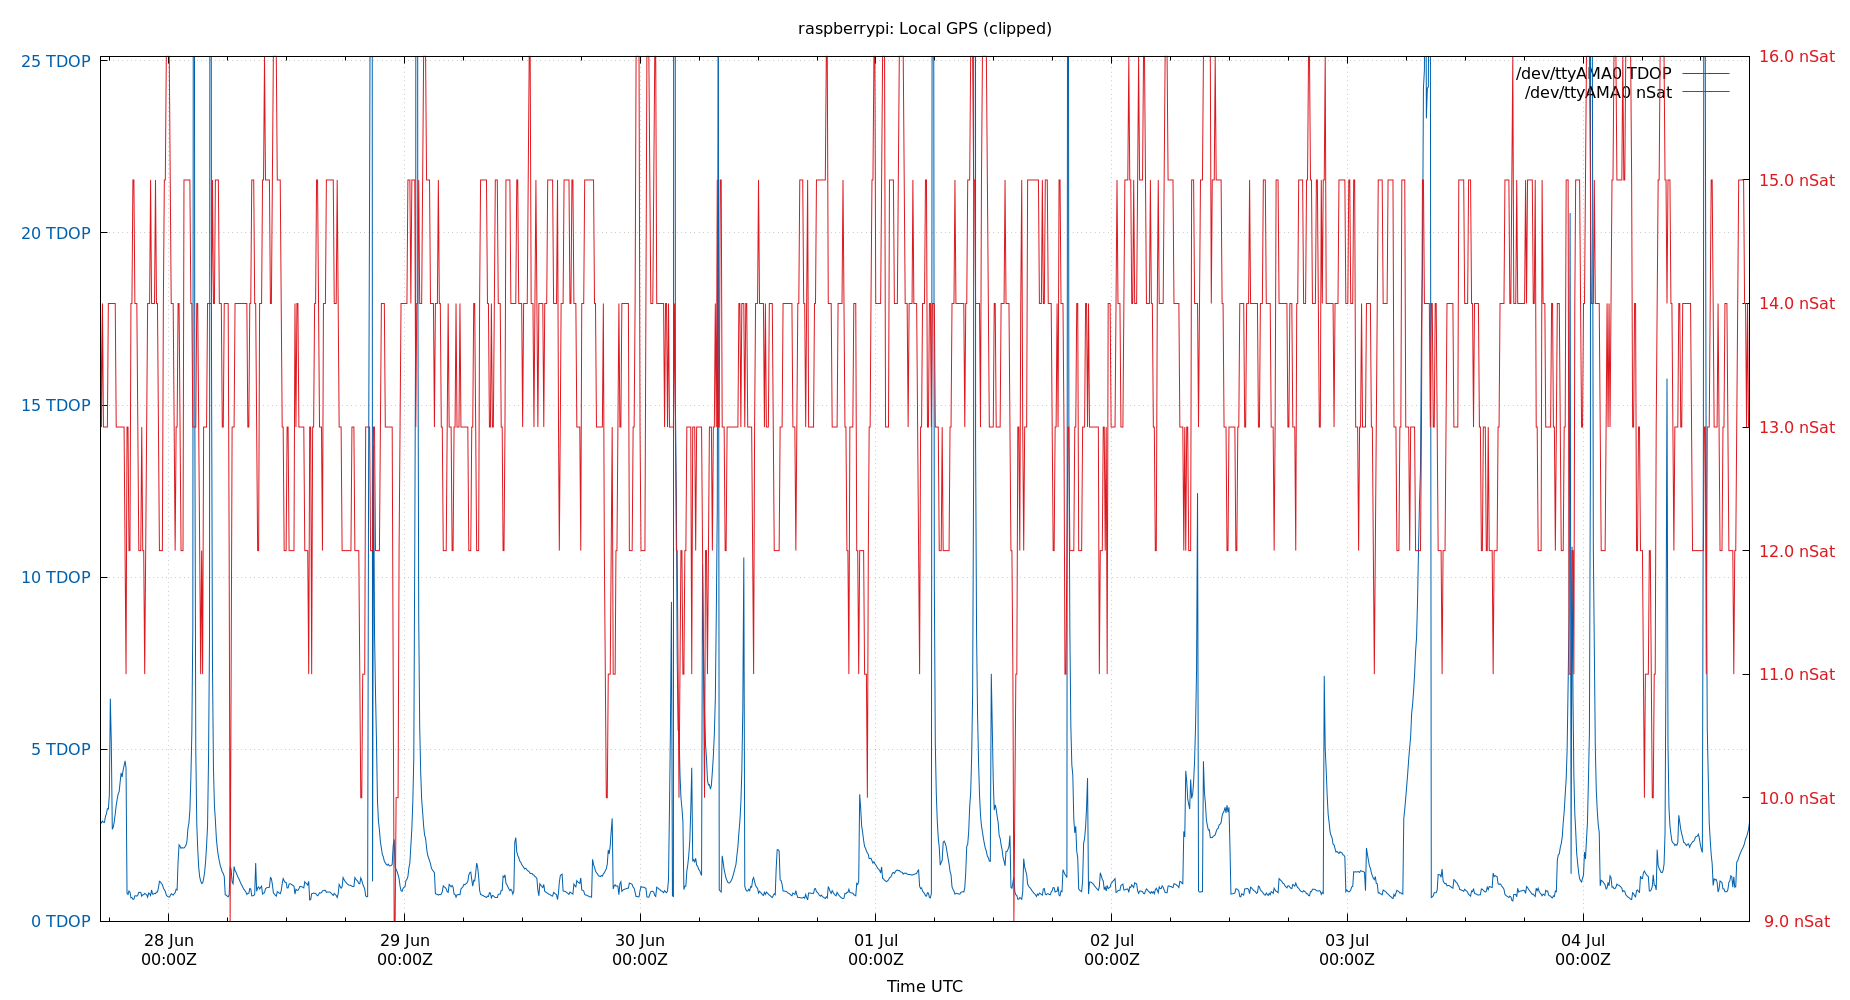 raspberrypi: Local GPS (clipped)
25 TDOP
20 TDOP
15 TDOP
10 TDOP
5 TDOP
0 TDOP
/dev/ttyAMA0 TDOP
/dev/ttyAMA0 nSat
16.0 nSat
15.0 nSat
14.0 nSat
13.0 nSat
12.0 nSat
11.0 nSat
10.0 nSat
9.0 nSat
28 Jun 29 Jun 30 Jun 01 Jul 02 Jul 03 Jul 04 Jul
00:00Z 00:00Z 00:00Z 00:00Z 00:00Z 00:00Z 00:00Z
Time UTC